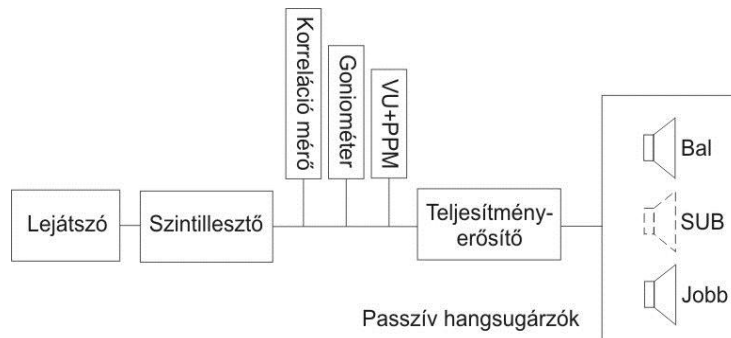 Korreláció mérő
Goniométer
VU+PPM
Lejátszó
Szintillesztő
Teljesítmény-
erősítő
Bal
SUB
Jobb
Passzív hangsugárzók